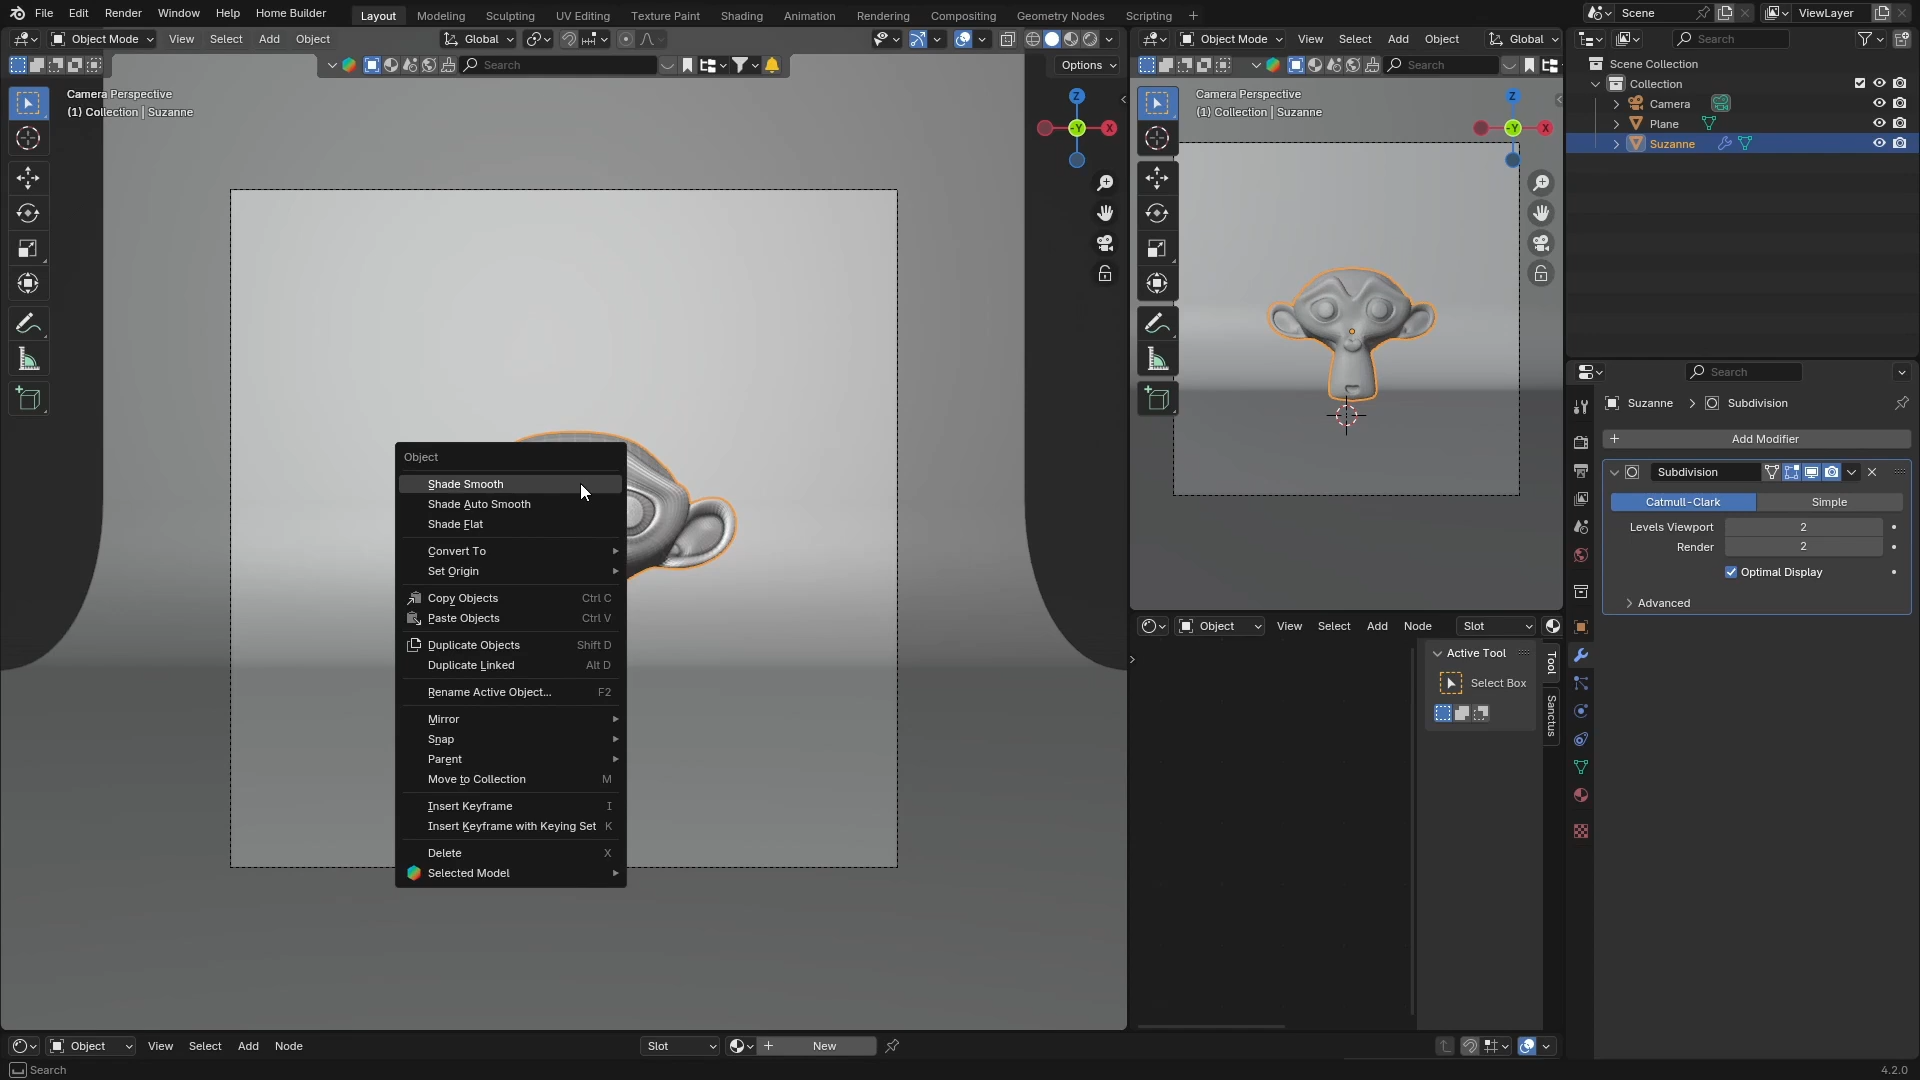 File Edit Render Window Help Home Builder Layout Modeling Sculpting UV Editing Texture Paint Shading Animation Rendering Compositing Geometry Nodes Scripting + Scene ViewLayer
Object Mode View Select Add Object Global
Search
Options
Camera Perspective
(1) Collection | Suzanne
Z
-Y
X
Object
Shade Smooth
Shade Auto Smooth
Shade Flat
Convert To
Set Origin
Copy Objects Ctrl C
Paste Objects Ctrl V
Duplicate Objects Shift D
Duplicate Linked Alt D
Rename Active Object... F2
Mirror
Snap
Parent
Move to Collection M
Insert Keyframe I
Insert Keyframe with Keying Set K
Delete X
Selected Model
Object Mode View Select Add Object Global
Search
Camera Perspective
(1) Collection | Suzanne
Z
-Y
X
Object View Select Add Node Slot
Active Tool
Select Box
Tool
Sanctus
Search
Scene Collection
Collection
Camera
Plane
Suzanne
Search
Suzanne > Subdivision
+ Add Modifier
Subdivision
Catmull-Clark Simple
Levels Viewport 2
Render 2
Optimal Display
Advanced
Object View Select Add Node Slot + New
Search 4.2.0